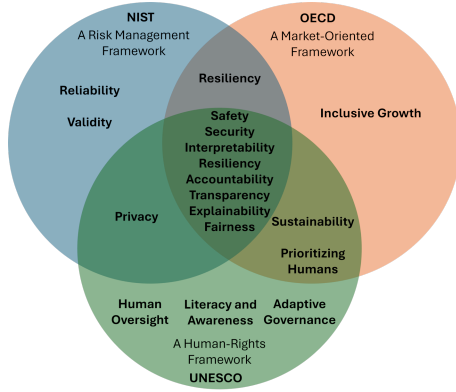 NIST
A Risk Management
Framework
OECD
A Market-Oriented
Framework
Resiliency
Reliability
Validity
Inclusive Growth
Safety
Security
Interpretability
Resiliency
Accountability
Transparency
Explainability
Fairness
Privacy
Sustainability
Prioritizing
Humans
Human
Oversight
Literacy and
Awareness
Adaptive
Governance
A Human-Rights
Framework
UNESCO